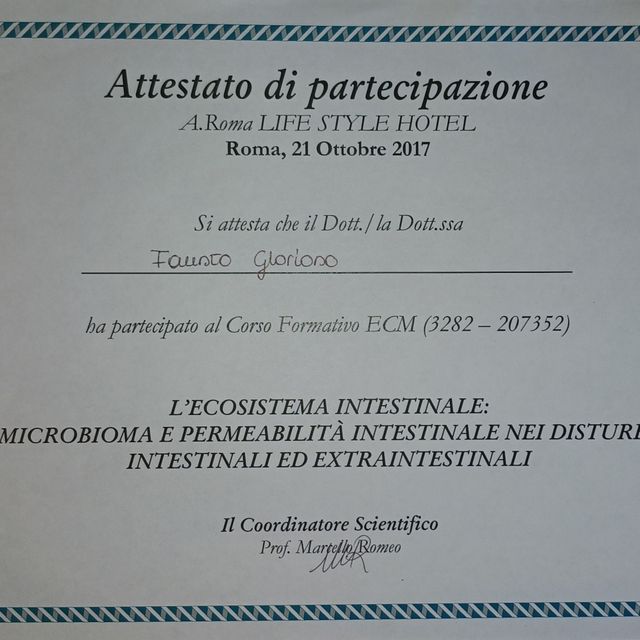 Attestato di partecipazione
A.Roma LIFE STYLE HOTEL
Roma, 21 Ottobre 2017
Si attesta che il Dott./la Dott.ssa
Fausto Glorioso
ha partecipato al Corso Formativo ECM (3282 – 207352)
L'ECOSISTEMA INTESTINALE:
MICROBIOMA E PERMEABILITÀ INTESTINALE NEI DISTURB
INTESTINALI ED EXTRAINTESTINALI
Il Coordinatore Scientifico
Prof. Martello Romeo